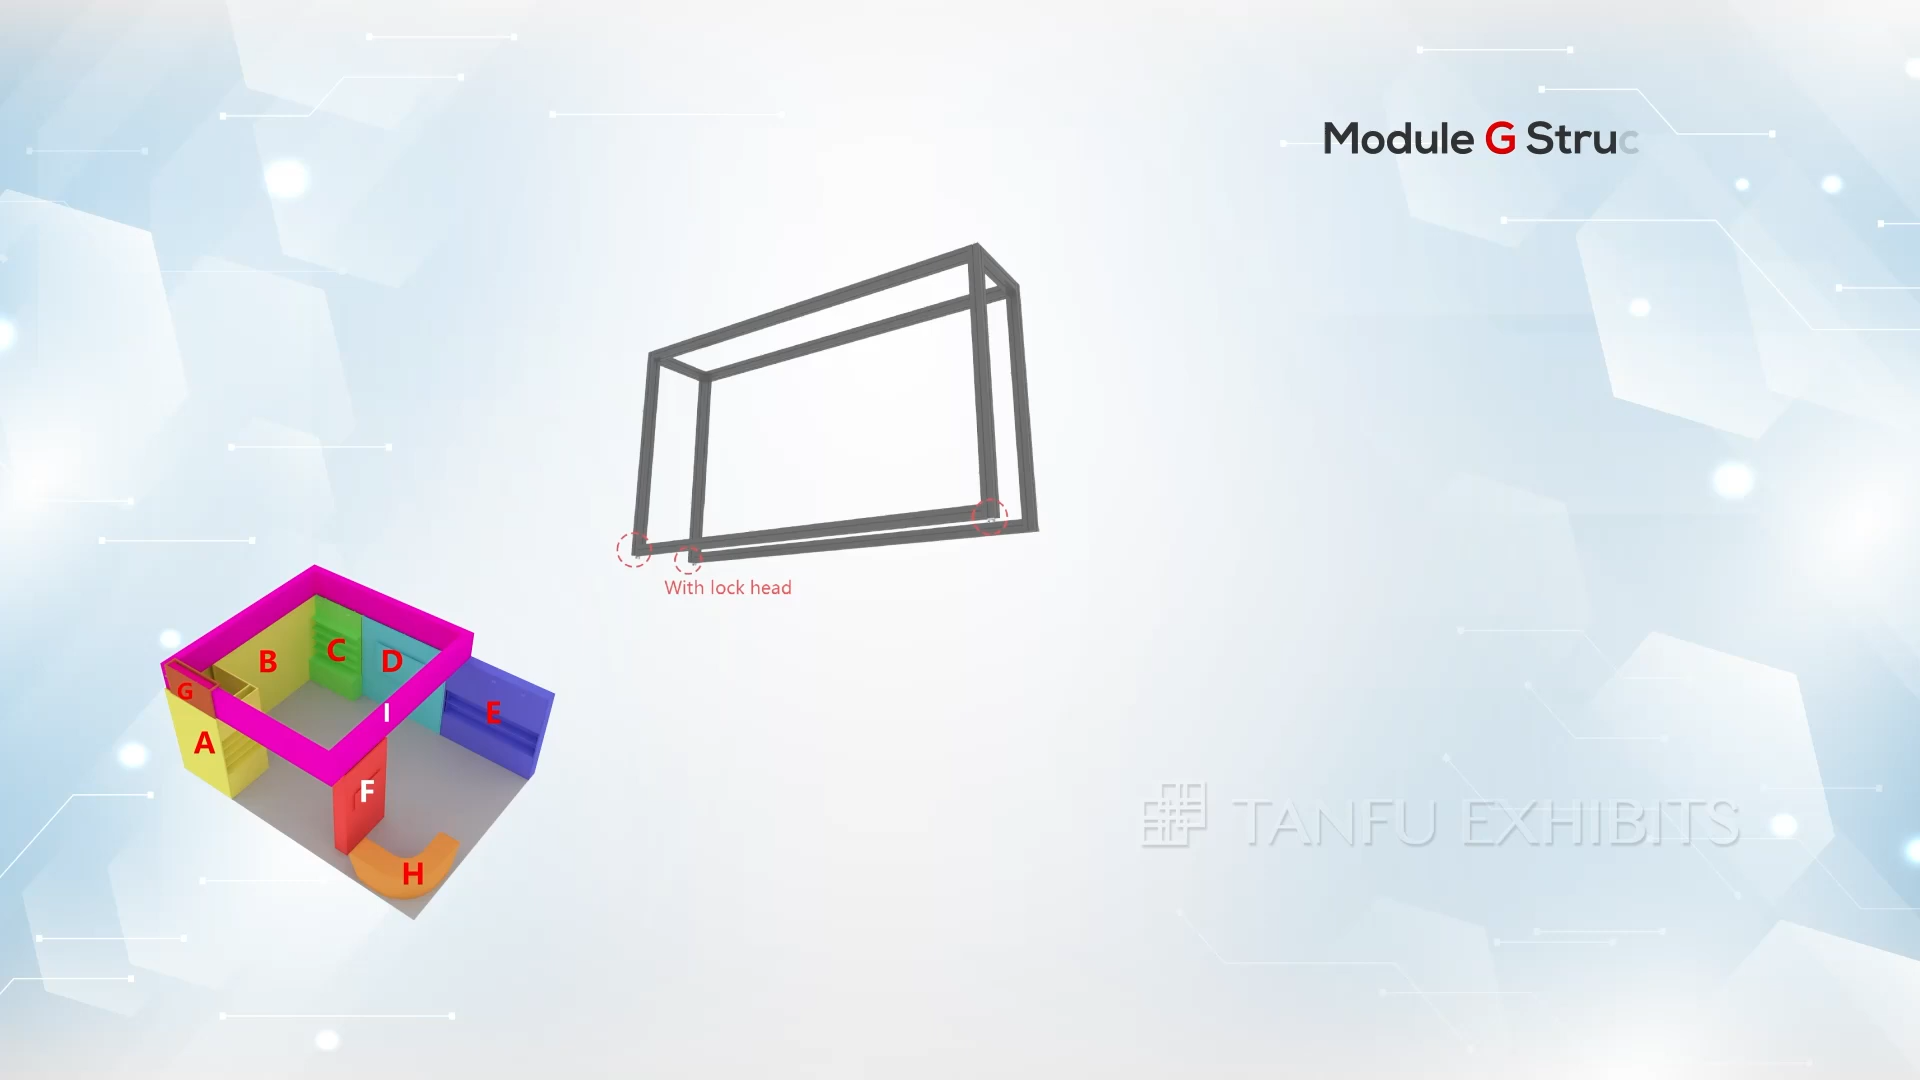 Module G Struc
With lock head
B
C
D
G
I
E
A
F
H
TANFU EXHIBITS